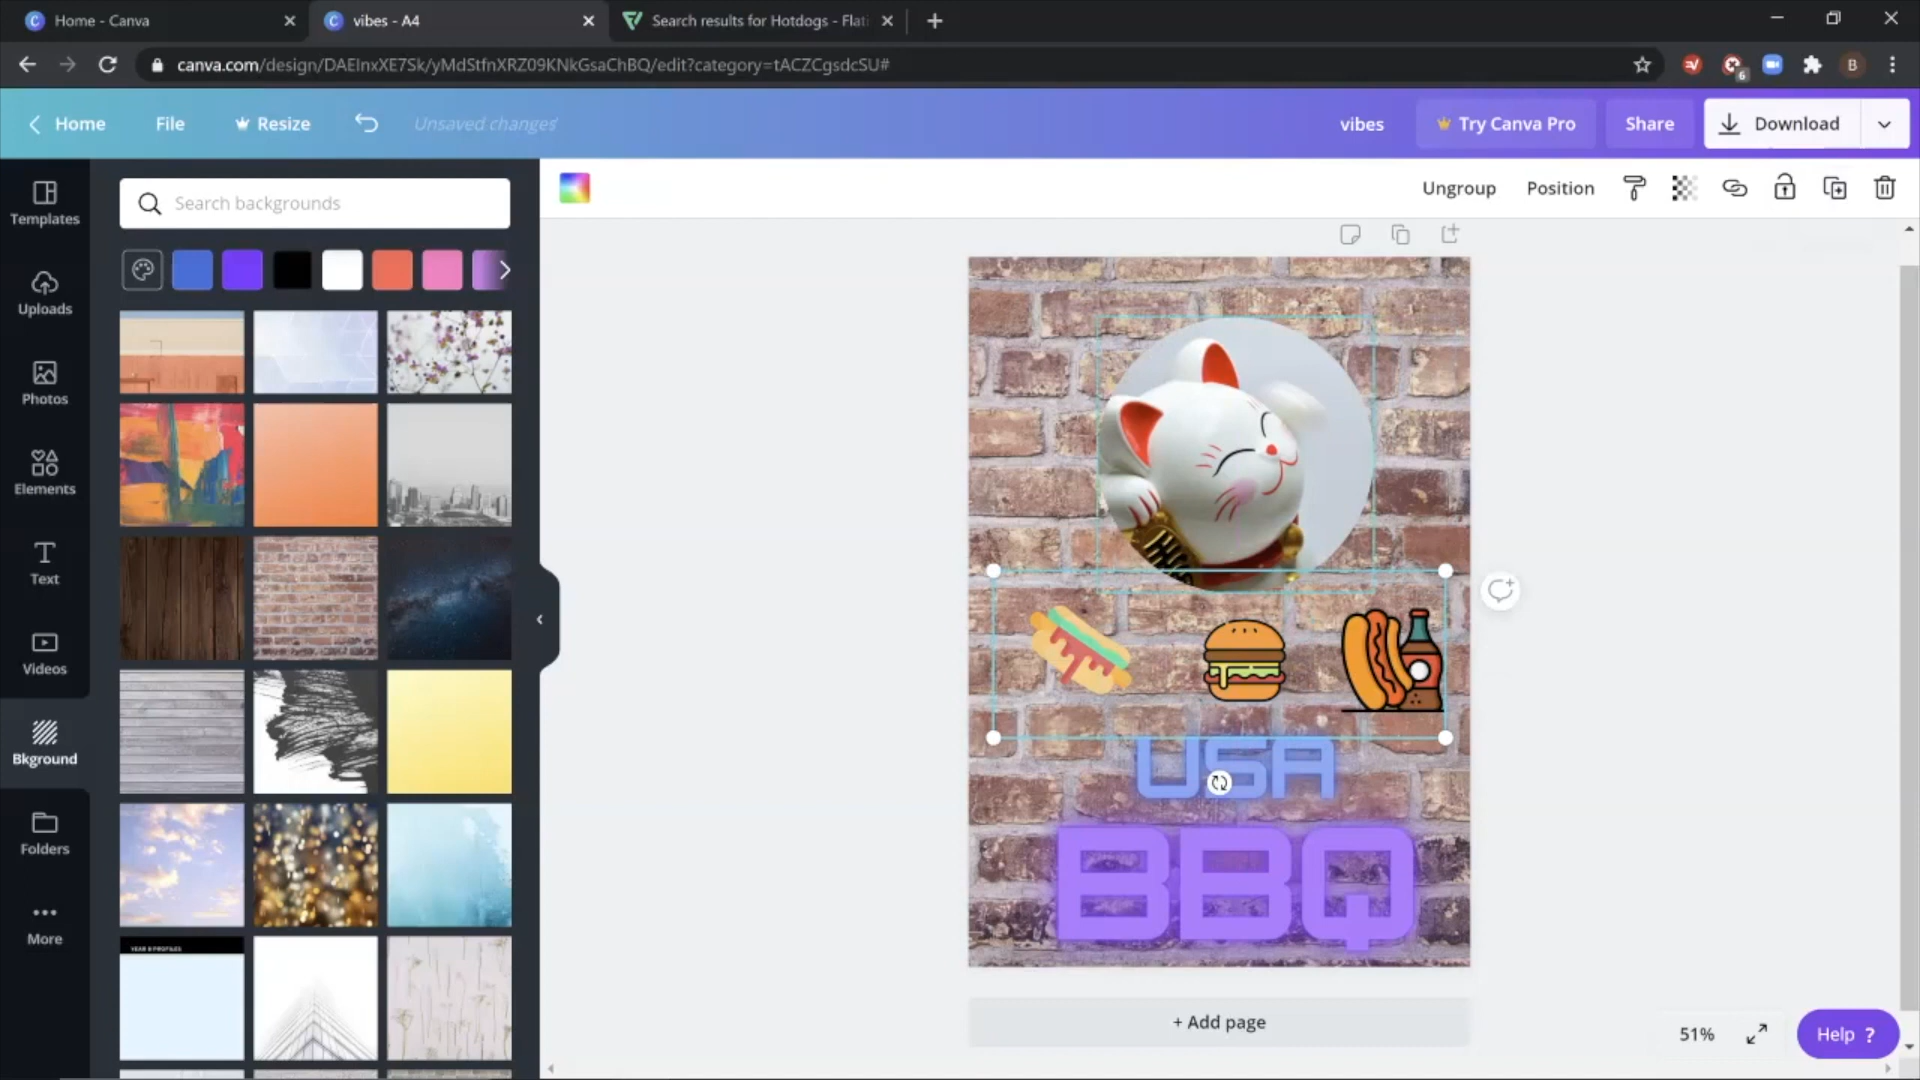 Home - Canva
vibes - A4
Search results for Hotdogs - Flati
canva.com/design/DAEInxXE7Sk/yMdStfnXRZ09KNkGsaChBQ/edit?category=tACZCgsdcSU#
6
B
Home
File
Resize
Unsaved changes
vibes
Try Canva Pro
Share
Download
Templates
Uploads
Photos
Elements
Text
Videos
Bkground
Folders
More
Search backgrounds
Ungroup
Position
USA
BBQ
+ Add page
51%
Help ?